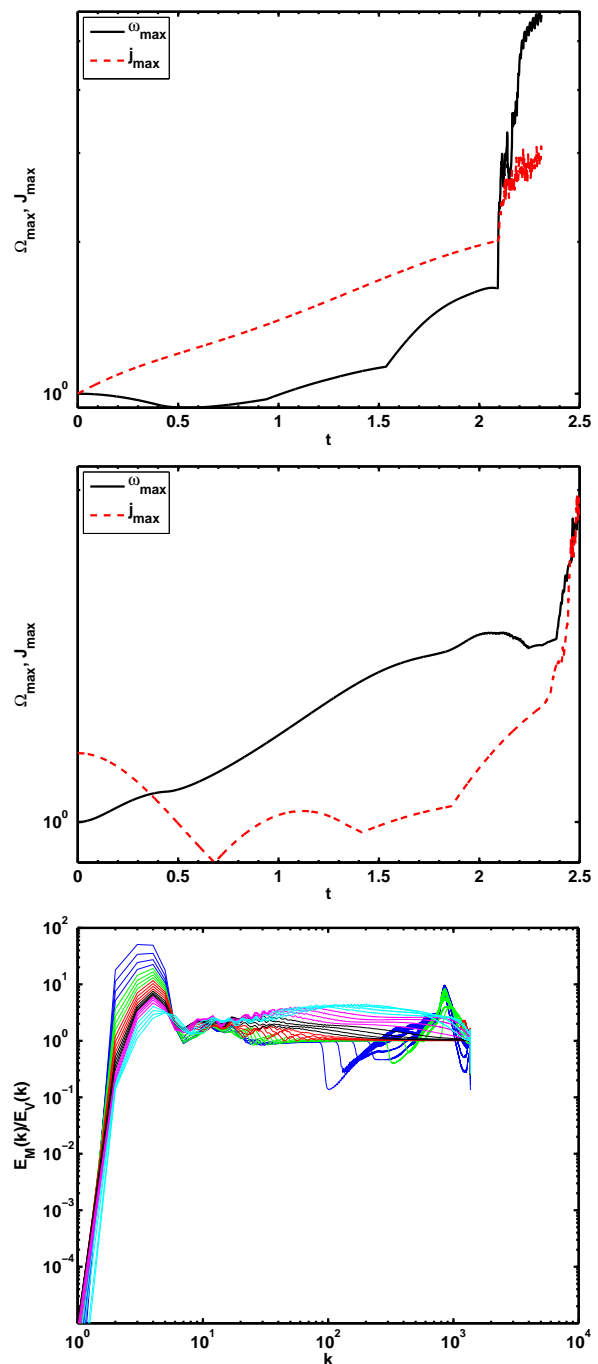 ω_max
j_max
Ω_max, J_max
10^0
0 0.5 1 1.5 2 2.5
t
ω_max
j_max
Ω_max, J_max
10^0
0 0.5 1 1.5 2 2.5
t
10^2
10^1
10^0
10^-1
10^-2
10^-3
10^-4
E_M(k)/E_V(k)
10^0 10^1 10^2 10^3 10^4
k